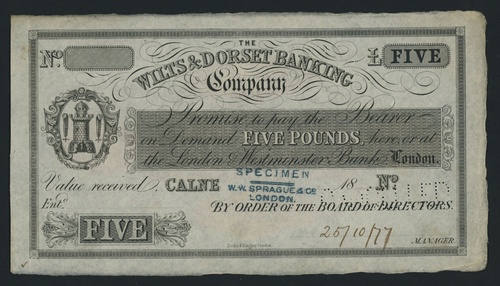 THE
No. £ FIVE
WILTS & DORSET BANKING
Company
Promise to pay the Bearer
on Demand FIVE POUNDS, here, or at
the London & Westminster Bank London.
SPECIMEN
Value received, CALNE 18 No.
W.W. SPRAGUE & Co
LONDON.
Entd.
BY ORDER OF THE BOARD OF DIRECTORS.
FIVE
25/10/77
MANAGER